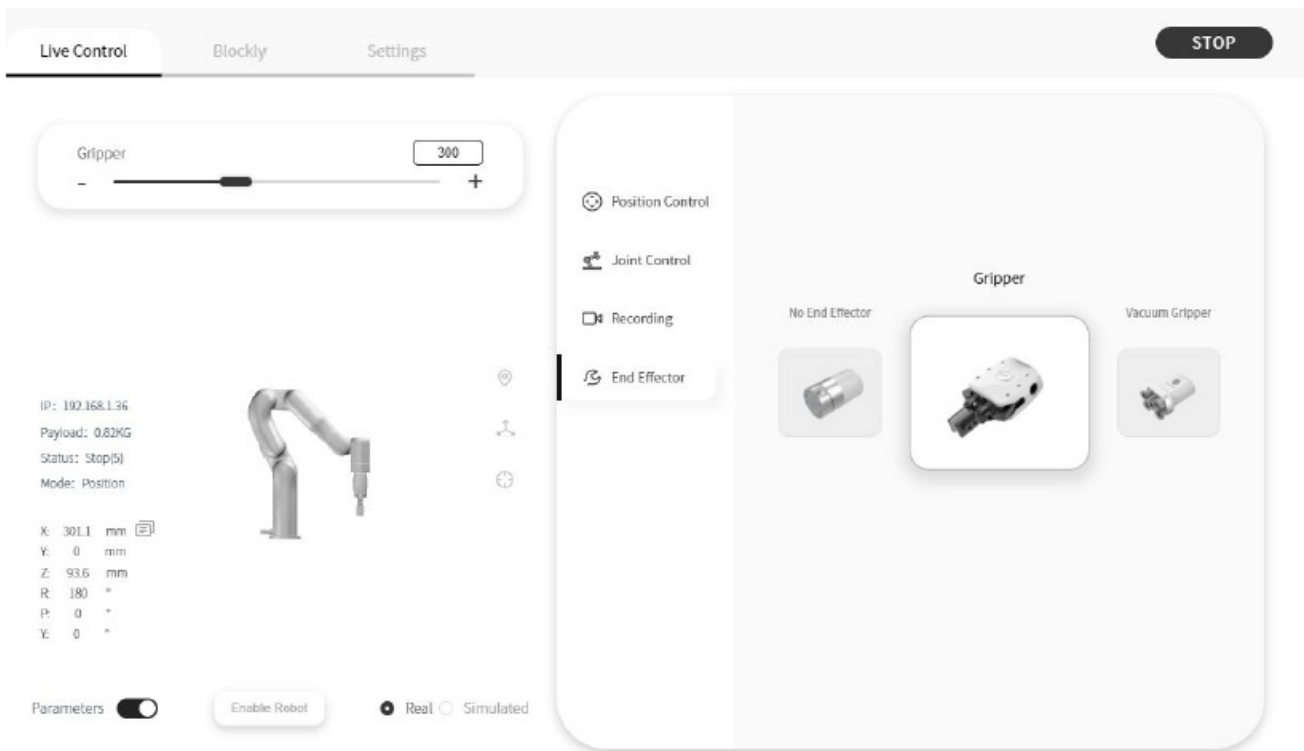 Live Control
Blockly
Settings
STOP
Gripper
300
-
+
IP: 192.168.1.36
Payload: 0.82KG
Status: Stop(5)
Mode: Position
X: 301.1 mm
Y: 0 mm
Z: 93.6 mm
R: 180 °
P: 0 °
Y: 0 °
Parameters
Enable Robot
Real
Simulated
Position Control
Joint Control
Recording
End Effector
Gripper
No End Effector
Vacuum Gripper